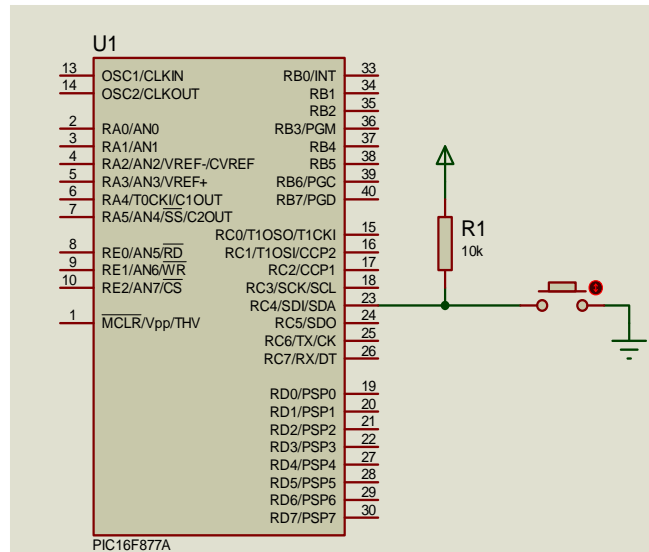 U1
13 OSC1/CLKIN RB0/INT 33
14 OSC2/CLKOUT RB1 34
RB2 35
2 RA0/AN0 RB3/PGM 36
3 RA1/AN1 RB4 37
4 RA2/AN2/VREF-/CVREF RB5 38
5 RA3/AN3/VREF+ RB6/PGC 39
6 RA4/T0CKI/C1OUT RB7/PGD 40
7 RA5/AN4/SS/C2OUT
RC0/T1OSO/T1CKI 15
8 RE0/AN5/RD RC1/T1OSI/CCP2 16
9 RE1/AN6/WR RC2/CCP1 17
10 RE2/AN7/CS RC3/SCK/SCL 18
RC4/SDI/SDA 23
1 MCLR/Vpp/THV RC5/SDO 24
RC6/TX/CK 25
RC7/RX/DT 26
RD0/PSP0 19
RD1/PSP1 20
RD2/PSP2 21
RD3/PSP3 22
RD4/PSP4 27
RD5/PSP5 28
RD6/PSP6 29
RD7/PSP7 30
PIC16F877A
R1
10k